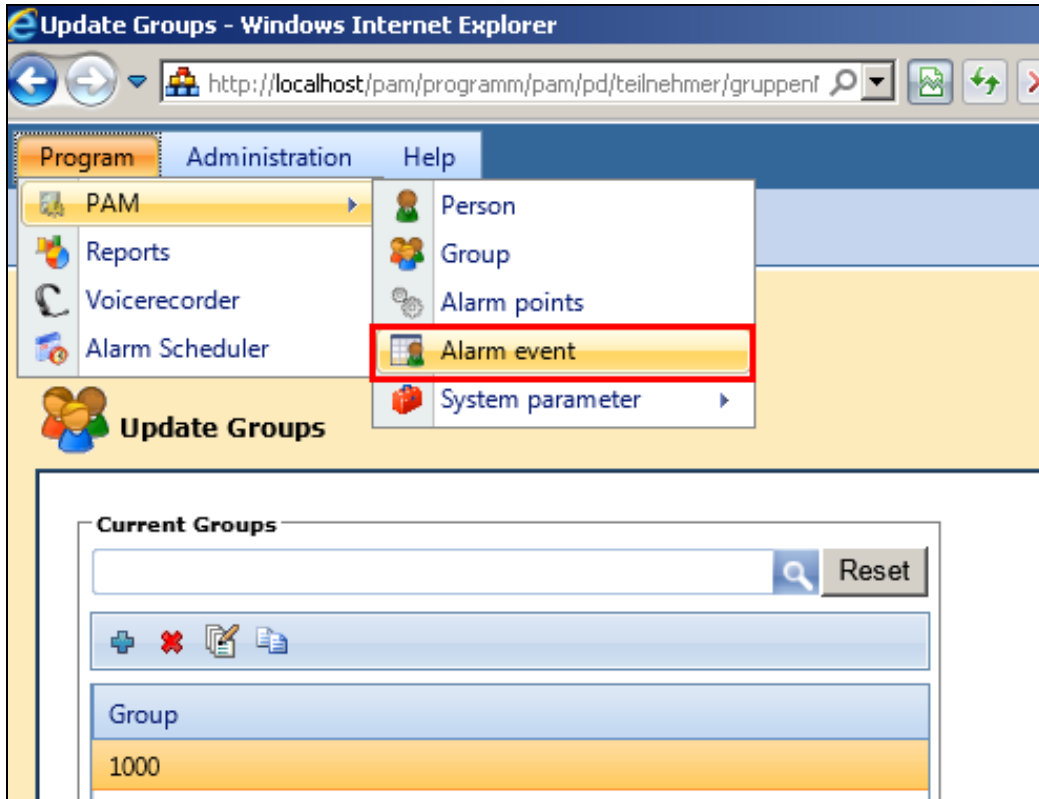 Update Groups - Windows Internet Explorer
http://localhost/pam/programm/pam/pd/teilnehmer/gruppen
Program Administration Help
PAM
Reports
Voicerecorder
Alarm Scheduler
Person
Group
Alarm points
Alarm event
System parameter
Update Groups
Current Groups
Reset
Group
1000